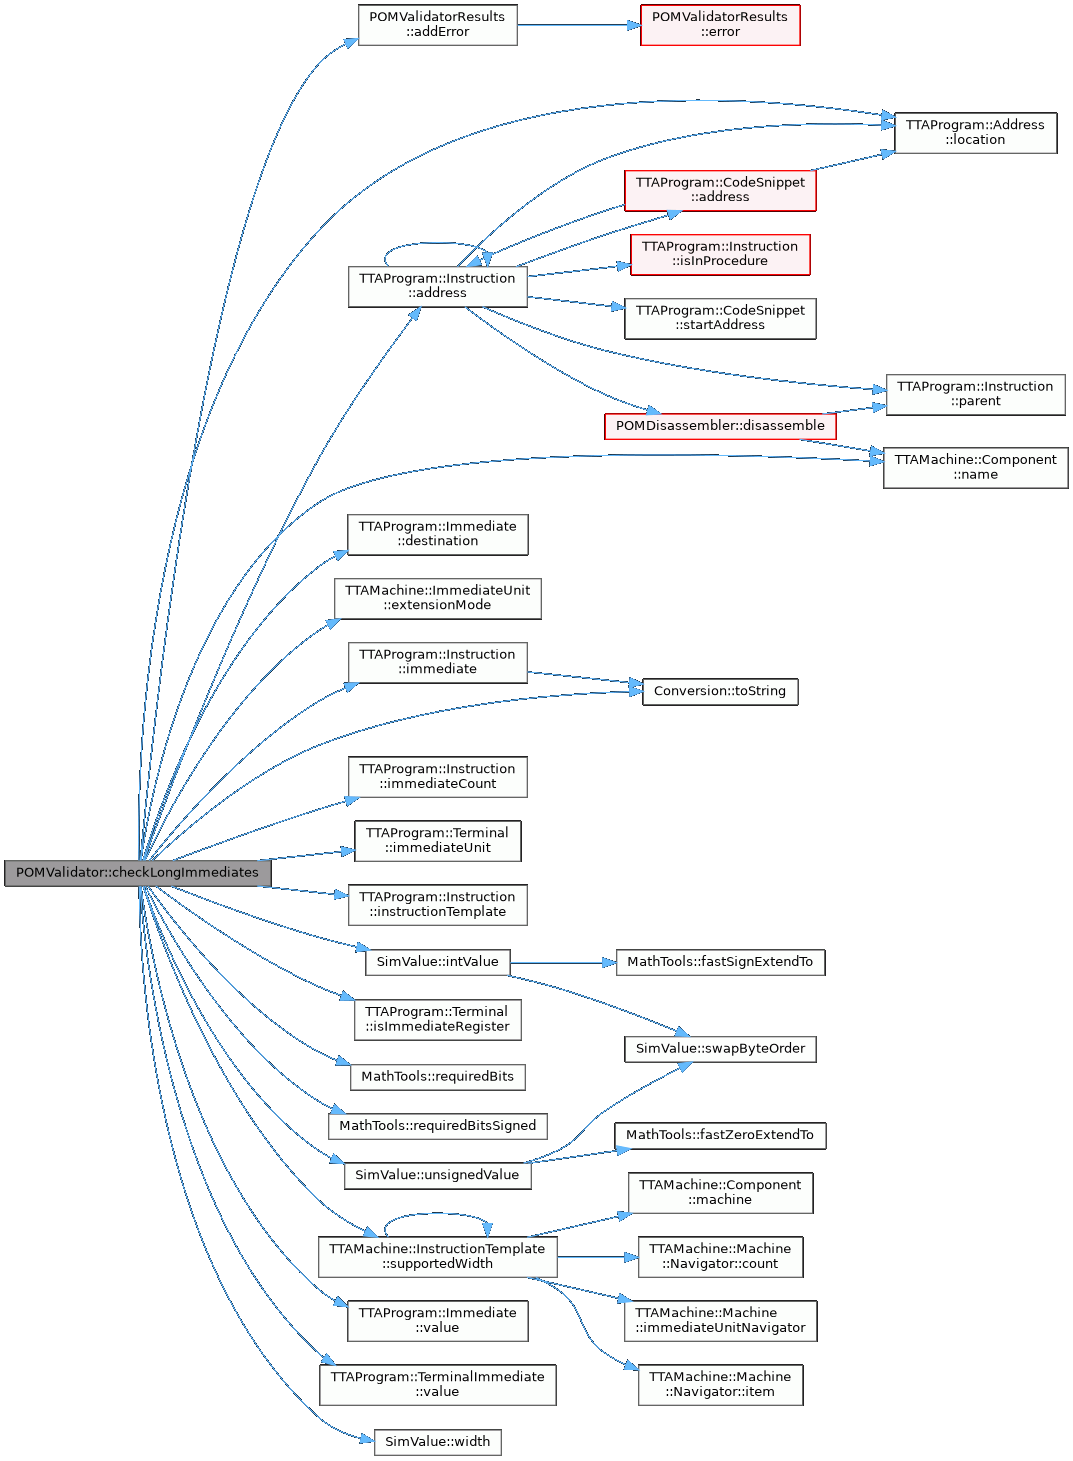 POMValidatorResults
::addError
POMValidatorResults
::error
TTAProgram::Address
::location
TTAProgram::CodeSnippet
::address
TTAProgram::Instruction
::isInProcedure
TTAProgram::Instruction
::address
TTAProgram::CodeSnippet
::startAddress
TTAProgram::Instruction
::parent
POMDisassembler::disassemble
TTAMachine::Component
::name
TTAProgram::Immediate
::destination
TTAMachine::ImmediateUnit
::extensionMode
TTAProgram::Instruction
::immediate
Conversion::toString
TTAProgram::Instruction
::immediateCount
TTAProgram::Terminal
::immediateUnit
POMValidator::checkLongImmediates
TTAProgram::Instruction
::instructionTemplate
SimValue::intValue
MathTools::fastSignExtendTo
TTAProgram::Terminal
::isImmediateRegister
SimValue::swapByteOrder
MathTools::requiredBits
MathTools::requiredBitsSigned
MathTools::fastZeroExtendTo
SimValue::unsignedValue
TTAMachine::Component
::machine
TTAMachine::InstructionTemplate
::supportedWidth
TTAMachine::Machine
::Navigator::count
TTAProgram::Immediate
::value
TTAMachine::Machine
::immediateUnitNavigator
TTAProgram::TerminalImmediate
::value
TTAMachine::Machine
::Navigator::item
SimValue::width